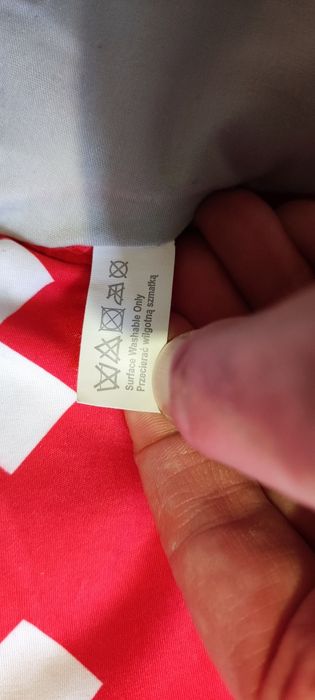 Surface Washable Only
Przecierać wilgotną szmatką